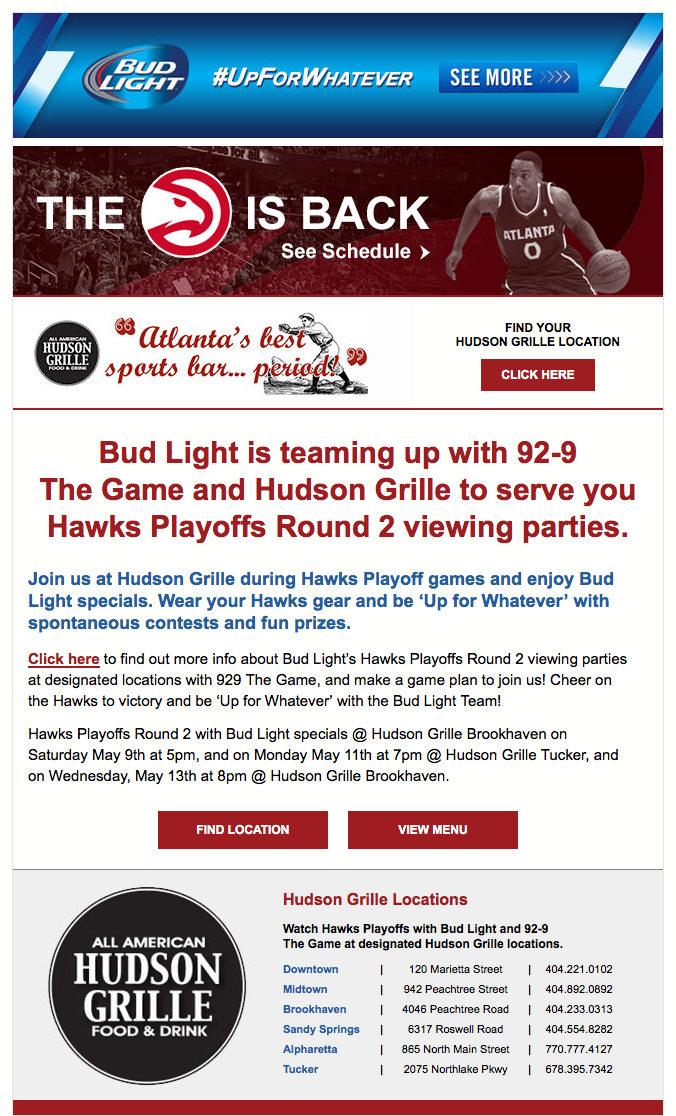 BUD LIGHT
#UPFORWHATEVER
SEE MORE >>>>
THE IS BACK
See Schedule >
ATLANTA
0
ALL AMERICAN
HUDSON
GRILLE
FOOD & DRINK
“Atlanta’s best
sports bar... period!”
FIND YOUR
HUDSON GRILLE LOCATION
CLICK HERE
Bud Light is teaming up with 92-9
The Game and Hudson Grille to serve you
Hawks Playoffs Round 2 viewing parties.
Join us at Hudson Grille during Hawks Playoff games and enjoy Bud
Light specials. Wear your Hawks gear and be ‘Up for Whatever’ with
spontaneous contests and fun prizes.
Click here to find out more info about Bud Light’s Hawks Playoffs Round 2 viewing parties
at designated locations with 929 The Game, and make a game plan to join us! Cheer on
the Hawks to victory and be ‘Up for Whatever’ with the Bud Light Team!
Hawks Playoffs Round 2 with Bud Light specials @ Hudson Grille Brookhaven on
Saturday May 9th at 5pm, and on Monday May 11th at 7pm @ Hudson Grille Tucker, and
on Wednesday, May 13th at 8pm @ Hudson Grille Brookhaven.
FIND LOCATION
VIEW MENU
ALL AMERICAN
HUDSON
GRILLE
FOOD & DRINK
Hudson Grille Locations
Watch Hawks Playoffs with Bud Light and 92-9
The Game at designated Hudson Grille locations.
Downtown | 120 Marietta Street | 404.221.0102
Midtown | 942 Peachtree Street | 404.892.0892
Brookhaven | 4046 Peachtree Road | 404.233.0313
Sandy Springs | 6317 Roswell Road | 404.554.8282
Alpharetta | 865 North Main Street | 770.777.4127
Tucker | 2075 Northlake Pkwy | 678.395.7342